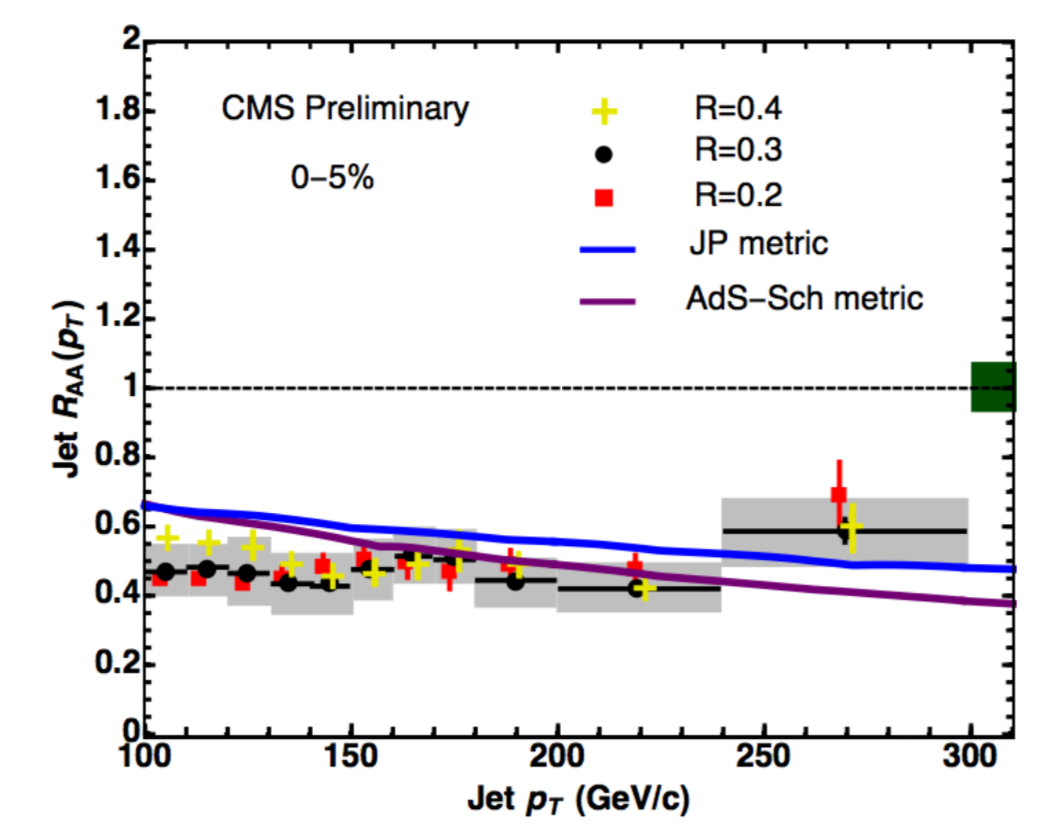 2
1.8
1.6
1.4
1.2
1
0.8
0.6
0.4
0.2
0
Jet R_AA(p_T)
CMS Preliminary
0–5%
R=0.4
R=0.3
R=0.2
JP metric
AdS–Sch metric
100 150 200 250 300
Jet p_T (GeV/c)